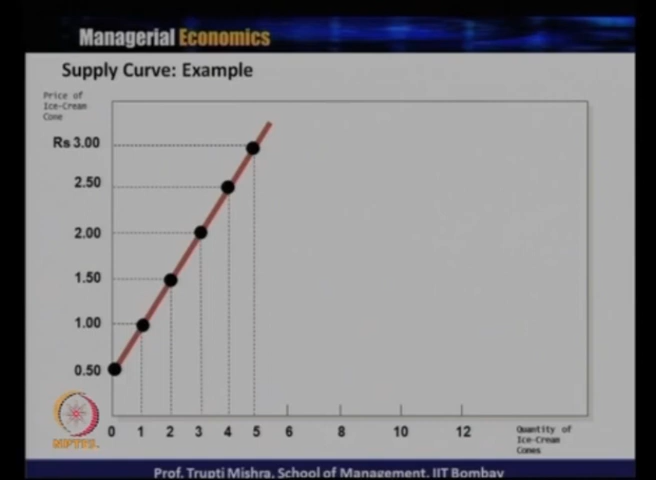 Managerial Economics
Supply Curve: Example
Price of
Ice-Cream
Cone
Rs 3.00
2.50
2.00
1.50
1.00
0.50
0 1 2 3 4 5 6 8 10 12
Quantity of
Ice-Cream
Cones
NPTEL
Prof. Trupti Mishra, School of Management, IIT Bombay